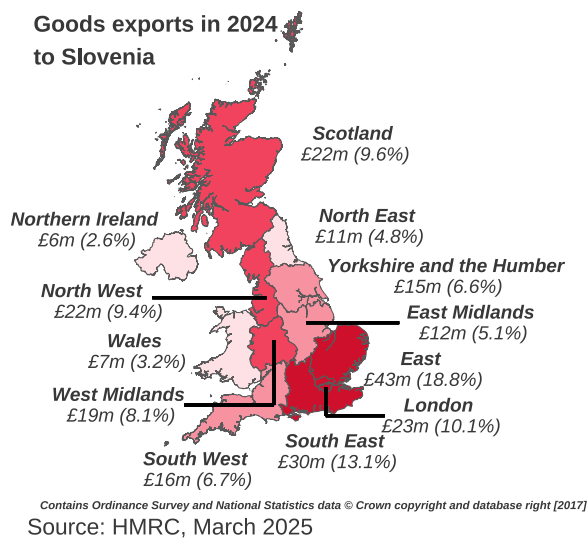 Goods exports in 2024
to Slovenia
Scotland
£22m (9.6%)
Northern Ireland
£6m (2.6%)
North East
£11m (4.8%)
Yorkshire and the Humber
£15m (6.6%)
North West
£22m (9.4%)
East Midlands
£12m (5.1%)
Wales
£7m (3.2%)
East
£43m (18.8%)
West Midlands
£19m (8.1%)
London
£23m (10.1%)
South East
£30m (13.1%)
South West
£16m (6.7%)
Contains Ordinance Survey and National Statistics data © Crown copyright and database right [2017]
Source: HMRC, March 2025